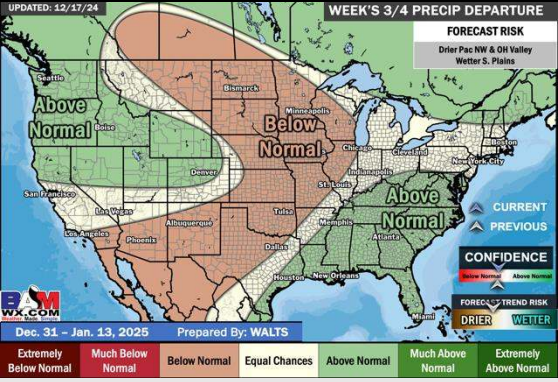 UPDATED: 12/17/24
WEEK'S 3/4 PRECIP DEPARTURE
FORECAST RISK
Drier Pac NW & OH Valley
Wetter S. Plains
Seattle
Above
Normal
Boise
Bismarck
Minneapolis
Below
Normal
Chicago
Cleveland
Boston
New York City
Indianapolis
Denver
St. Louis
San Francisco
Las Vegas
Los Angeles
Phoenix
Albuquerque
Tulsa
Memphis
Above
Normal
Atlanta
Dallas
Houston
New Orleans
Miami
CURRENT
PREVIOUS
CONFIDENCE
Below Normal
Above Normal
FORECAST TREND RISK
DRIER
WETTER
BAM
WX.COM
Weather. Made. Simple.
Dec. 31 – Jan. 13, 2025
Prepared By: WALTS
Extremely
Below Normal
Much Below
Normal
Below Normal
Equal Chances
Above Normal
Much Above
Normal
Extremely
Above Normal